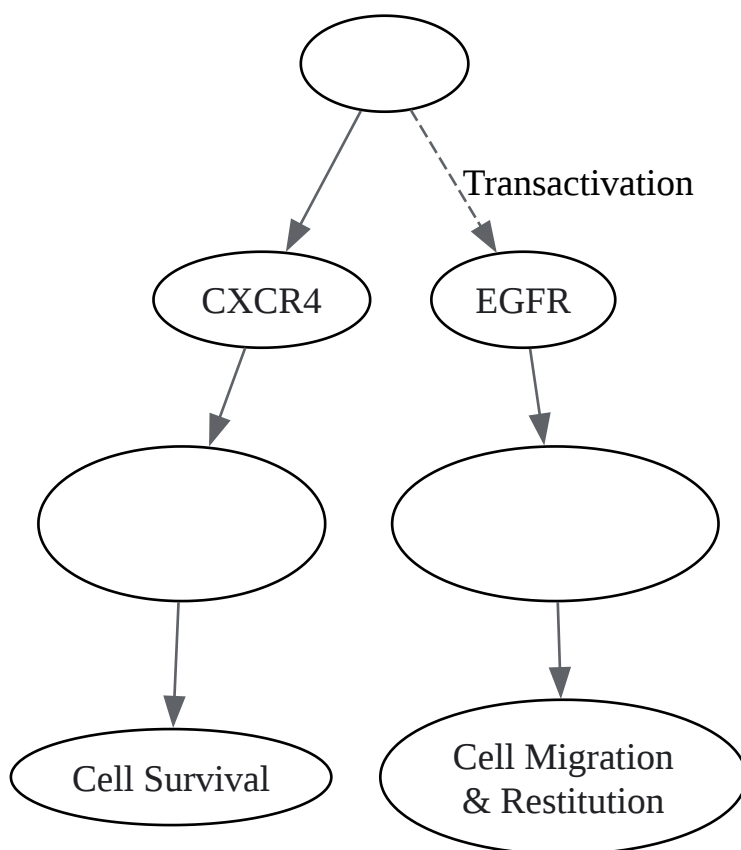 Transactivation
CXCR4
EGFR
Cell Survival
Cell Migration
& Restitution